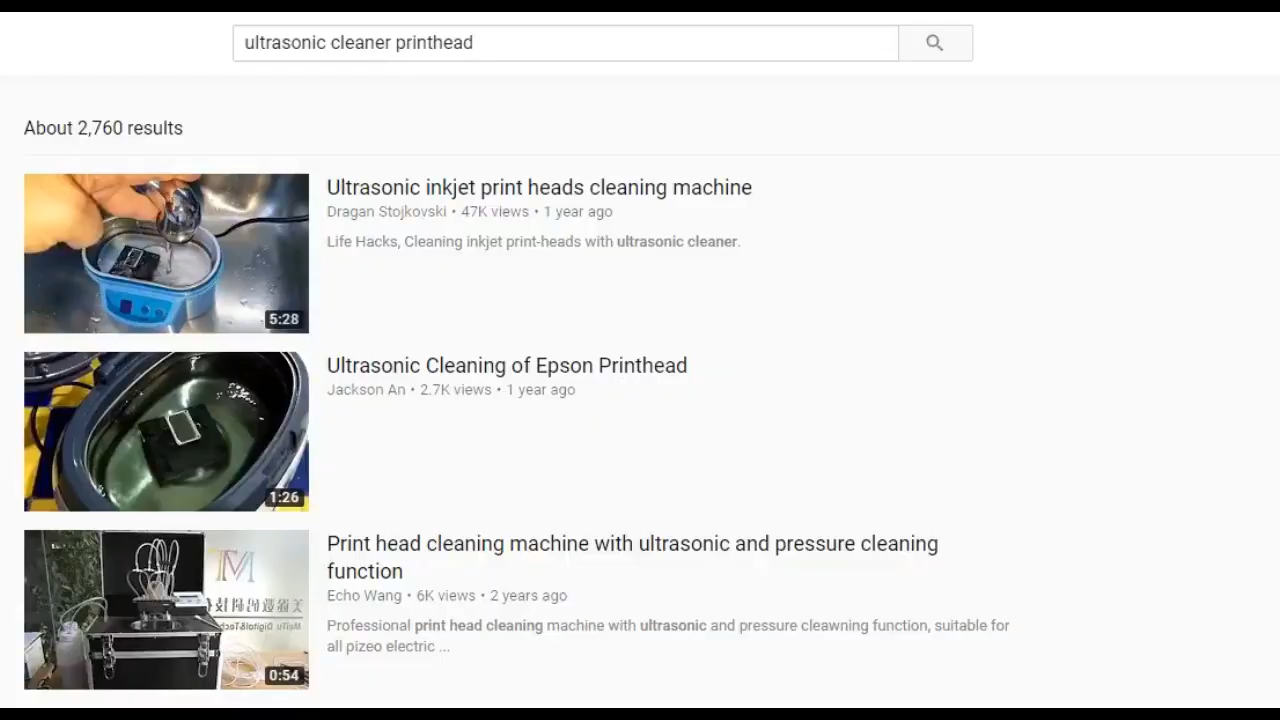 ultrasonic cleaner printhead
About 2,760 results
Ultrasonic inkjet print heads cleaning machine
Dragan Stojkovski • 47K views • 1 year ago
Life Hacks, Cleaning inkjet print-heads with ultrasonic cleaner.
5:28
Ultrasonic Cleaning of Epson Printhead
Jackson An • 2.7K views • 1 year ago
1:26
Print head cleaning machine with ultrasonic and pressure cleaning
function
Echo Wang • 6K views • 2 years ago
Professional print head cleaning machine with ultrasonic and pressure cleawning function, suitable for
all pizeo electric ...
0:54